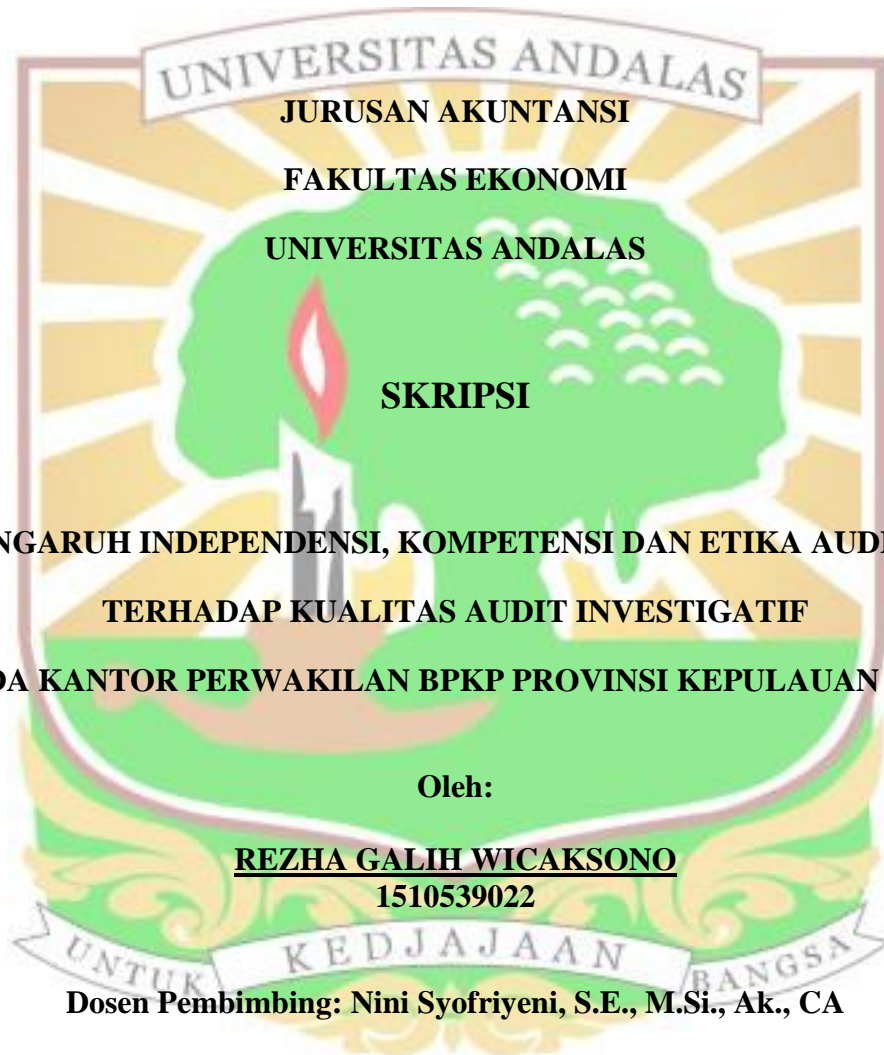 UNIVERSITAS ANDALAS
JURUSAN AKUNTANSI
FAKULTAS EKONOMI
UNIVERSITAS ANDALAS
SKRIPSI
NGARUH INDEPENDENSI, KOMPETENSI DAN ETIKA AUDI
TERHADAP KUALITAS AUDIT INVESTIGATIF
DA KANTOR PERWAKILAN BPKP PROVINSI KEPULAUAN
Oleh:
REZHA GALIH WICAKSONO
1510539022
UNTUK KEDJAJAAN BANGSA
Dosen Pembimbing: Nini Syofriyeni, S.E., M.Si., Ak., CA